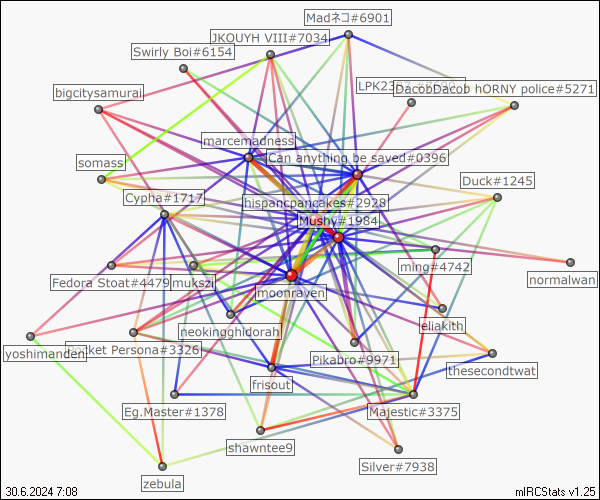 Madネコ#6901
JKOUYH VIII#7034
Swirly Boi#6154
LPK23
DacobDacob hORNY police#5271
bigcitysamurai
marcemadness
Can anything be saved#0396
somass
Duck#1245
Cypha#1717
hispancpancakes#2928
Mushy#1984
ming#4742
normalwan
Fedora Stoat#4479
mukszi
moonraven
eliakith
neokingghidorah
yoshimanden
Pocket Persona#3326
Pikabro#9971
thesecondtwat
frisout
Eg.Master#1378
Majestic#3375
shawntee9
Silver#7938
zebula
30.6.2024 7:08
mIRCStats v1.25